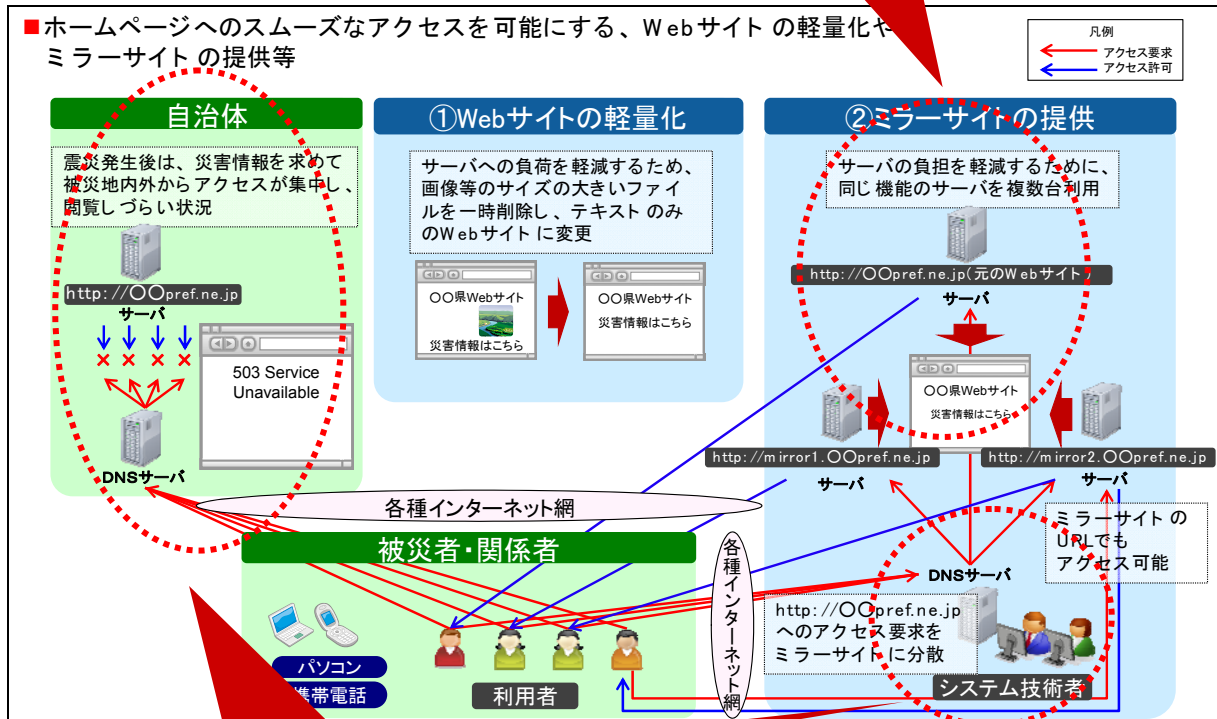 ■ホームページへのスムーズなアクセスを可能にする、Webサイトの軽量化や
ミラーサイトの提供等
凡例
アクセス要求
アクセス許可
自治体
震災発生後は、災害情報を求めて
被災地内外からアクセスが集中し、
閲覧しづらい状況
http://〇〇pref.ne.jp
サーバ
503 Service
Unavailable
DNSサーバ
①Webサイトの軽量化
サーバへの負荷を軽減するため、
画像等のサイズの大きいファイ
ルを一時削除し、テキストのみ
のWebサイトに変更
〇〇県Webサイト
災害情報はこちら
〇〇県Webサイト
災害情報はこちら
②ミラーサイトの提供
サーバの負担を軽減するために、
同じ機能のサーバを複数台利用
http://〇〇pref.ne.jp(元のWebサイト)
サーバ
〇〇県Webサイト
災害情報はこちら
http://mirror1.〇〇pref.ne.jp
サーバ
http://mirror2.〇〇pref.ne.jp
サーバ
ミラーサイトの
URLでも
アクセス可能
DNSサーバ
http://〇〇pref.ne.jp
へのアクセス要求を
ミラーサイトに分散
システム技術者
各種インターネット網
各種インターネット網
被災者・関係者
パソコン
携帯電話
利用者